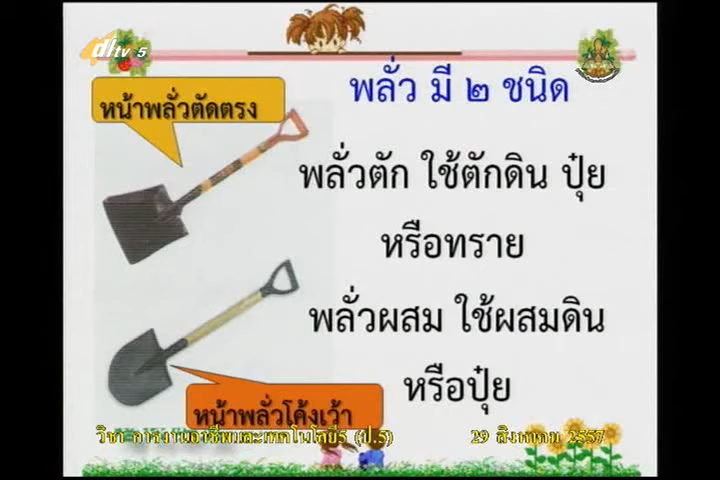 dltv 5
พลั่ว มี ๒ ชนิด
หน้าพลั่วตัดตรง
พลั่วตัก ใช้ตักดิน ปุ๋ย
หรือทราย
พลั่วผสม ใช้ผสมดิน
หรือปุ๋ย
หน้าพลั่วโค้งเว้า
วิชา การงานอาชีพและเทคโนโลยี5 (ป.5) 29 สิงหาคม 2557